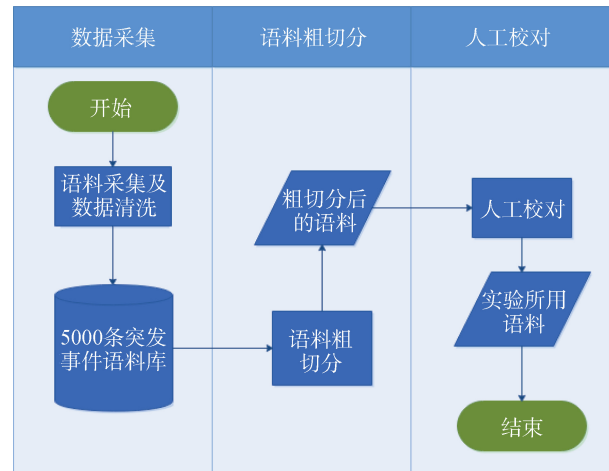 数据采集
语料粗切分
人工校对
开始
语料采集及
数据清洗
5000条突发
事件语料库
语料粗
切分
粗切分后
的语料
人工校对
实验所用
语料
结束